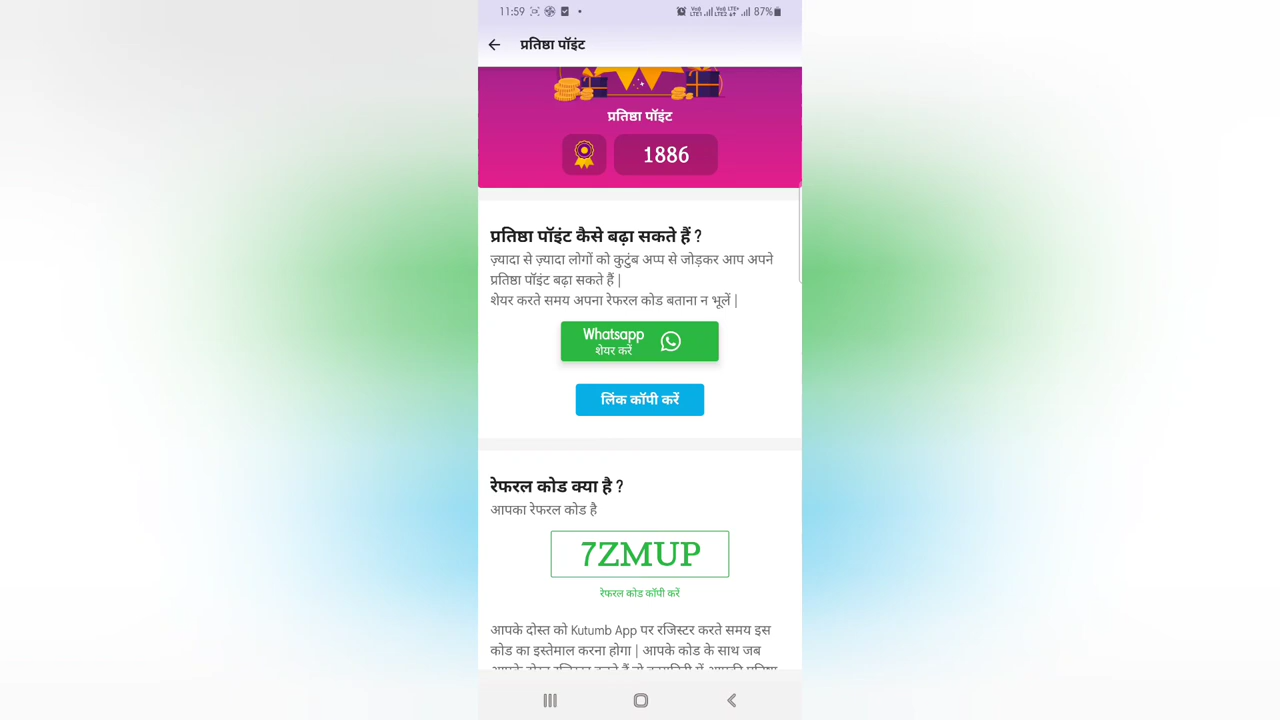 11:59
87%
प्रतिष्ठा पॉइंट
प्रतिष्ठा पॉइंट
1886
प्रतिष्ठा पॉइंट कैसे बढ़ा सकते हैं ?
ज़्यादा से ज़्यादा लोगों को कुटुंब अप्प से जोड़कर आप अपने
प्रतिष्ठा पॉइंट बढ़ा सकते हैं |
शेयर करते समय अपना रेफरल कोड बताना न भूलें |
Whatsapp
शेयर करें
लिंक कॉपी करें
रेफरल कोड क्या है ?
आपका रेफरल कोड है
7ZMUP
रेफरल कोड कॉपी करें
आपके दोस्त को Kutumb App पर रजिस्टर करते समय इस
कोड का इस्तेमाल करना होगा | आपके कोड के साथ जब